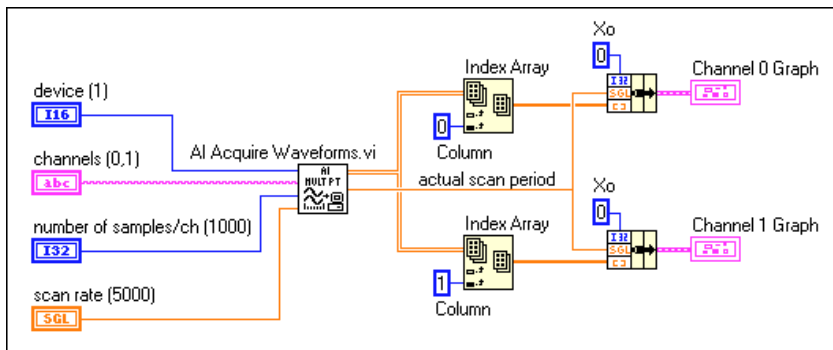 Xo
0
Index Array
I32
SGL
Channel 0 Graph
device (1)
I16
0
Column
channels (0,1)
abc
AI Acquire Waveforms.vi
AI
MULT PT
actual scan period
Xo
0
number of samples/ch (1000)
I32
Index Array
I32
SGL
Channel 1 Graph
scan rate (5000)
SGL
1
Column